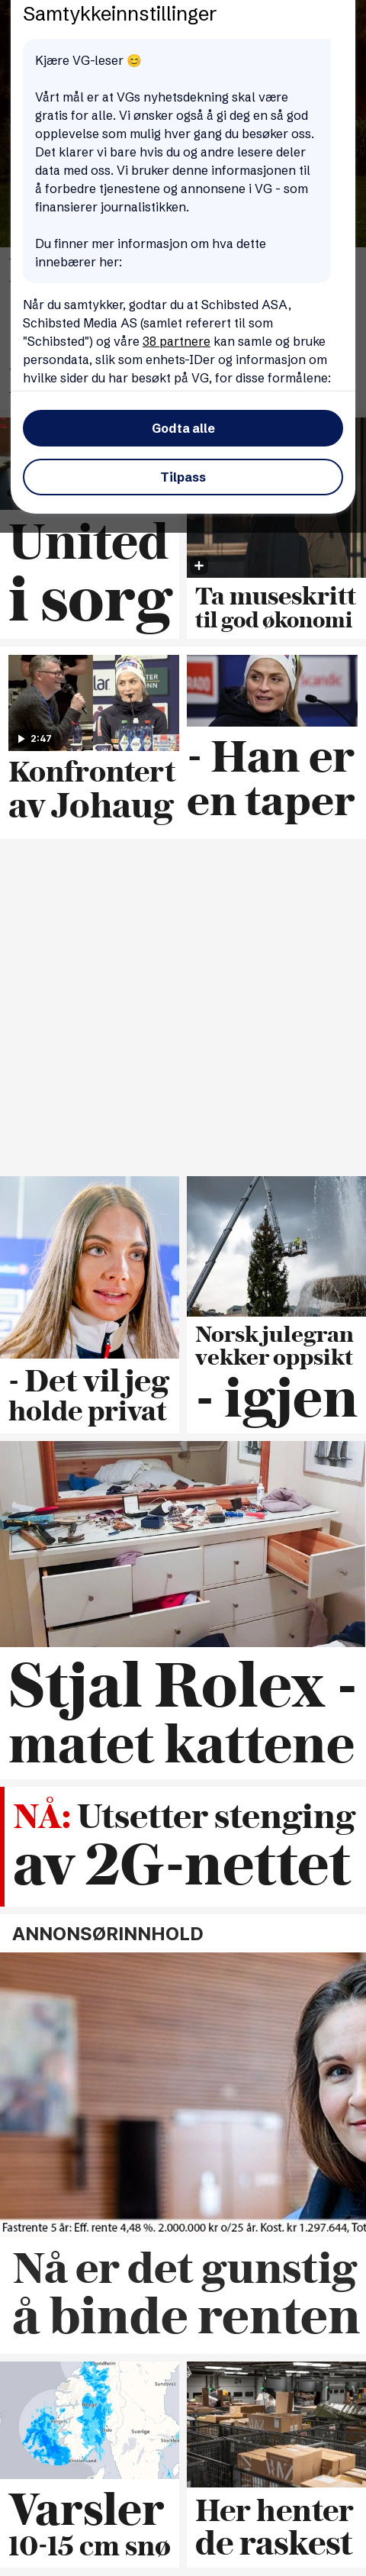 Samtykkeinnstillinger
Kjære VG-leser 😊
Vårt mål er at VGs nyhetsdekning skal være
gratis for alle. Vi ønsker også å gi deg en så god
opplevelse som mulig hver gang du besøker oss.
Det klarer vi bare hvis du og andre lesere deler
data med oss. Vi bruker denne informasjonen til
å forbedre tjenestene og annonsene i VG - som
finansierer journalistikken.
Du finner mer informasjon om hva dette
innebærer her:
Når du samtykker, godtar du at Schibsted ASA,
Schibsted Media AS (samlet referert til som
"Schibsted") og våre 38 partnere kan samle og bruke
persondata, slik som enhets-IDer og informasjon om
hvilke sider du har besøkt på VG, for disse formålene:
Godta alle
Tilpass
United
i sorg
Ta museskritt
til god økonomi
2:47
Konfrontert
av Johaug
- Han er
en taper
- Det vil jeg
holde privat
Norsk julegran
vekker oppsikt
- igjen
Stjal Rolex -
matet kattene
NÅ: Utsetter stenging
av 2G-nettet
ANNONSØRINNHOLD
Fastrente 5 år: Eff. rente 4,48 %. 2.000.000 kr o/25 år. Kost. kr 1.297.644, Tot
Nå er det gunstig
å binde renten
Sverige
Varsler
10-15 cm snø
Her henter
de raskest